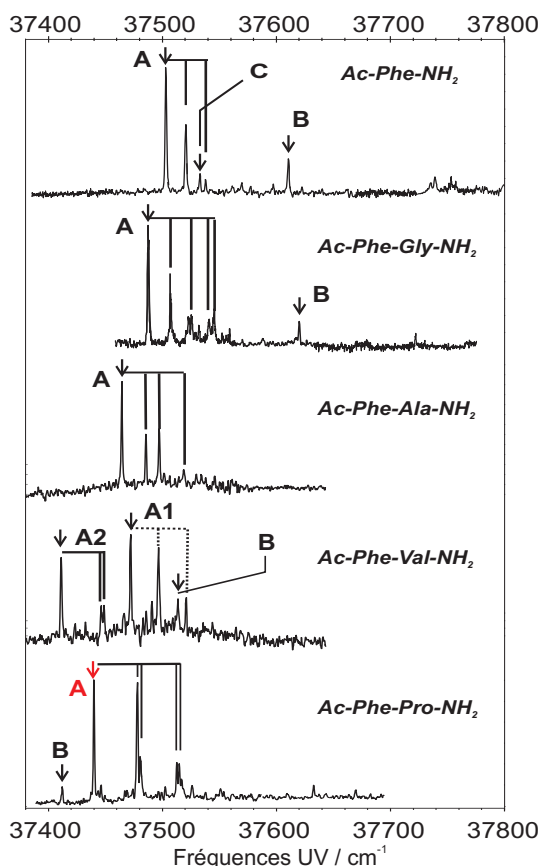 37400 37500 37600 37700 37800
A
C
Ac-Phe-NH2
B
A
Ac-Phe-Gly-NH2
B
A
Ac-Phe-Ala-NH2
A2
A1
B
Ac-Phe-Val-NH2
A
Ac-Phe-Pro-NH2
B
37400 37500 37600 37700 37800
Fréquences UV / cm-1